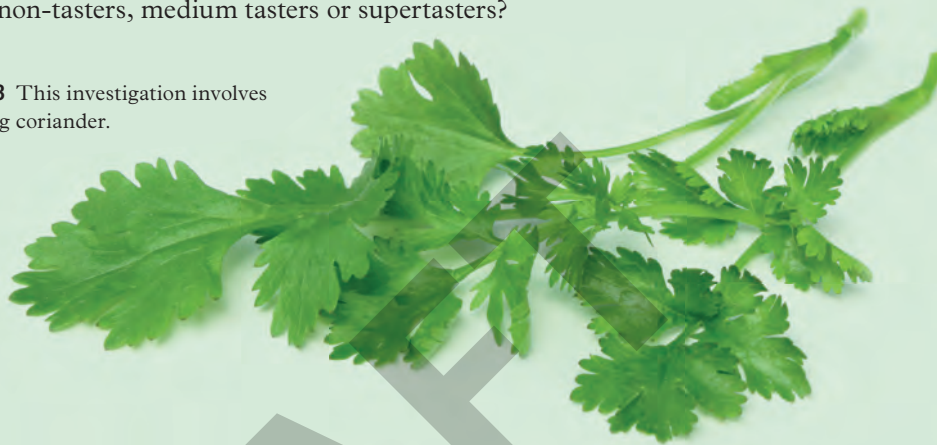 non-tasters, medium tasters or supertasters?
3 This investigation involves
g coriander.